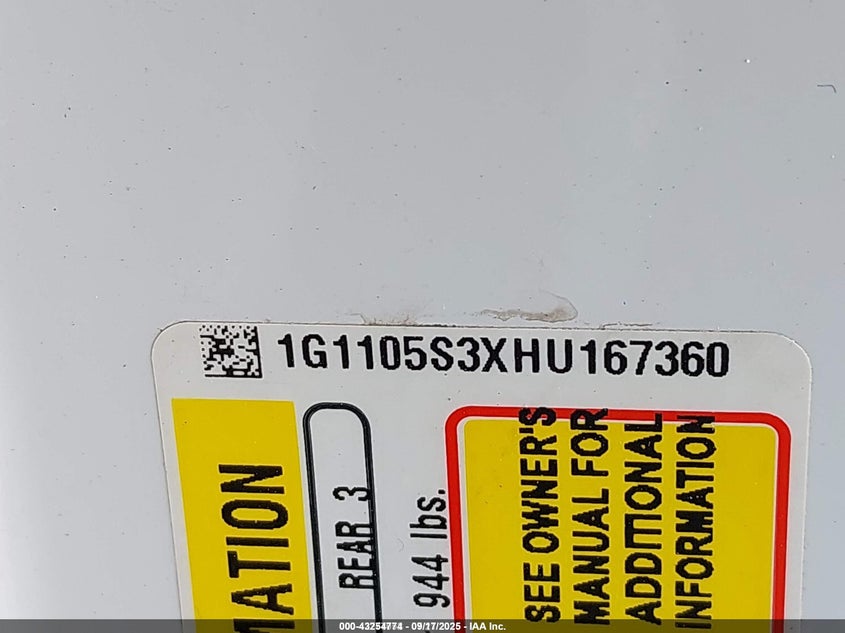 1G1105S3XHU167360
MATION
REAR 3
944 lbs.
SEE OWNER'S
MANUAL FOR
ADDITIONAL
INFORMATION
000-43254774 - 09/17/2025 - IAA Inc.